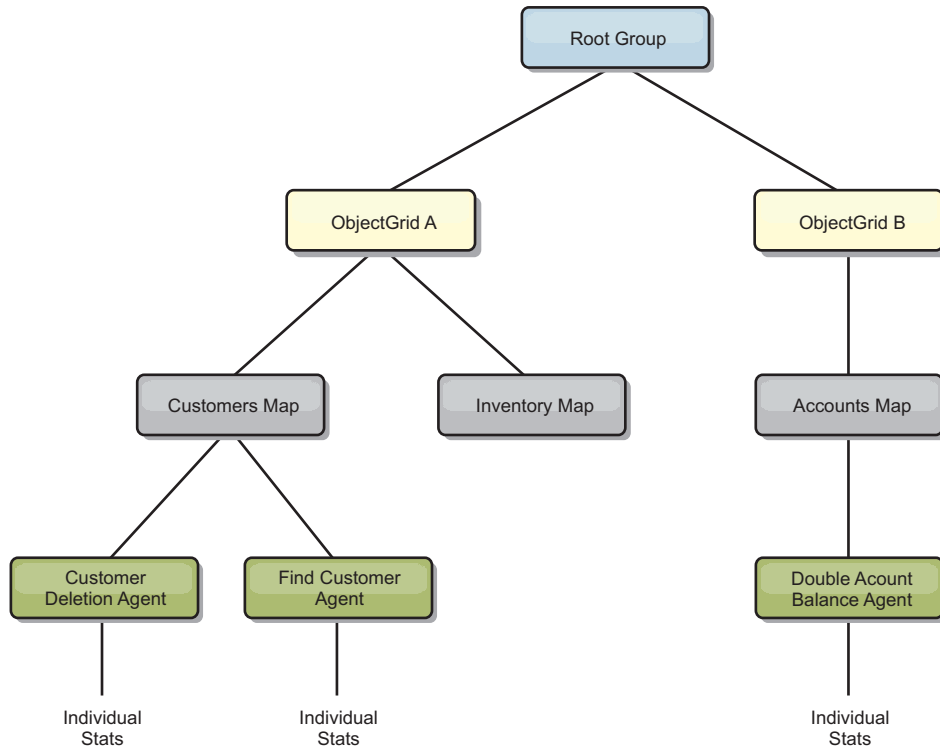 Root Group
ObjectGrid A
ObjectGrid B
Customers Map
Inventory Map
Accounts Map
Customer
Deletion Agent
Find Customer
Agent
Double Acount
Balance Agent
Individual
Stats
Individual
Stats
Individual
Stats